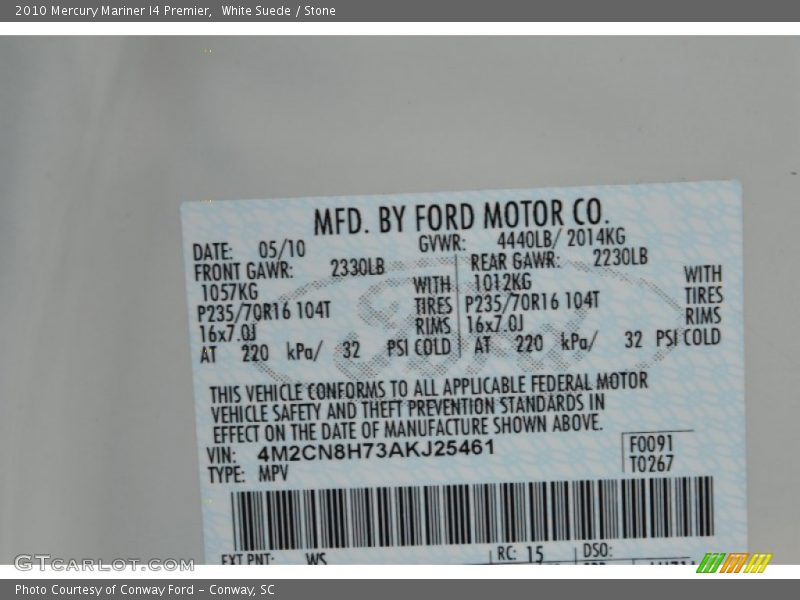 2010 Mercury Mariner I4 Premier,  White Suede / Stone
MFD. BY FORD MOTOR CO.
DATE: 05/10 GVWR: 4440LB/ 2014KG
FRONT GAWR: 2330LB REAR GAWR: 2230LB
1057KG WITH 1012KG WITH
P235/70R16 104T TIRES P235/70R16 104T TIRES
16x7.0J RIMS 16x7.0J RIMS
AT 220 kPa/ 32 PSI COLD AT 220 kPa/ 32 PSI COLD
THIS VEHICLE CONFORMS TO ALL APPLICABLE FEDERAL MOTOR
VEHICLE SAFETY AND THEFT PREVENTION STANDARDS IN
EFFECT ON THE DATE OF MANUFACTURE SHOWN ABOVE.
VIN: 4M2CN8H73AKJ25461 F0091
TYPE: MPV T0267
EXT PNT: WS RC: 15 DSO:
GTCarLot.com
Photo Courtesy of Conway Ford – Conway, SC